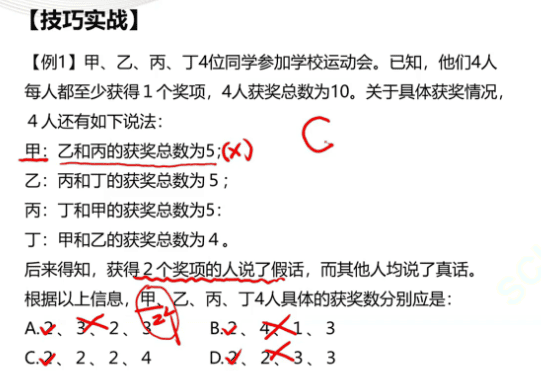 【技巧实战】
【例1】甲、乙、丙、丁4位同学参加学校运动会。已知，他们4人
每人都至少获得1个奖项，4人获奖总数为10。关于具体获奖情况，
4人还有如下说法：
甲：乙和丙的获奖总数为5；(×)
C
乙：丙和丁的获奖总数为5；
丙：丁和甲的获奖总数为5：
丁：甲和乙的获奖总数为4。
后来得知，获得2个奖项的人说了假话，而其他人均说了真话。
根据以上信息，甲、乙、丙、丁4人具体的获奖数分别应是：
2
A.2、3、2、3 B.2、4、1、3
C.2、2、2、4 D.2、2、3、3